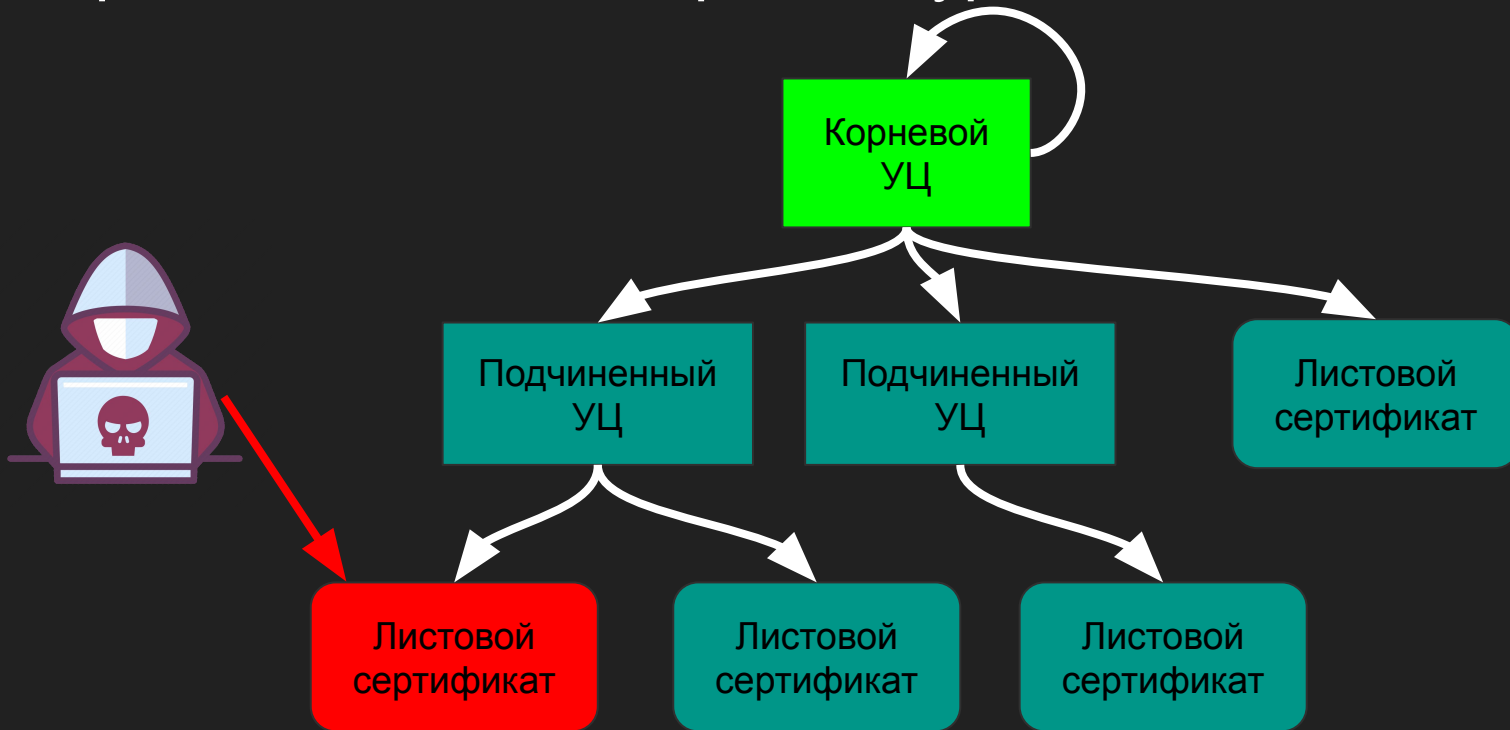 Корневой
УЦ
Подчиненный
УЦ
Подчиненный
УЦ
Листовой
сертификат
Листовой
сертификат
Листовой
сертификат
Листовой
сертификат